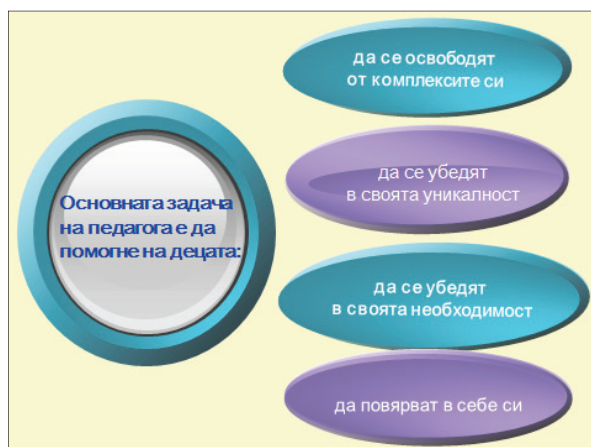 Основната задача
на педагога е да
помогне на децата:
да се освободят
от комплексите си
да се убедят
в своята уникалност
да се убедят
в своята необходимост
да повярват в себе си